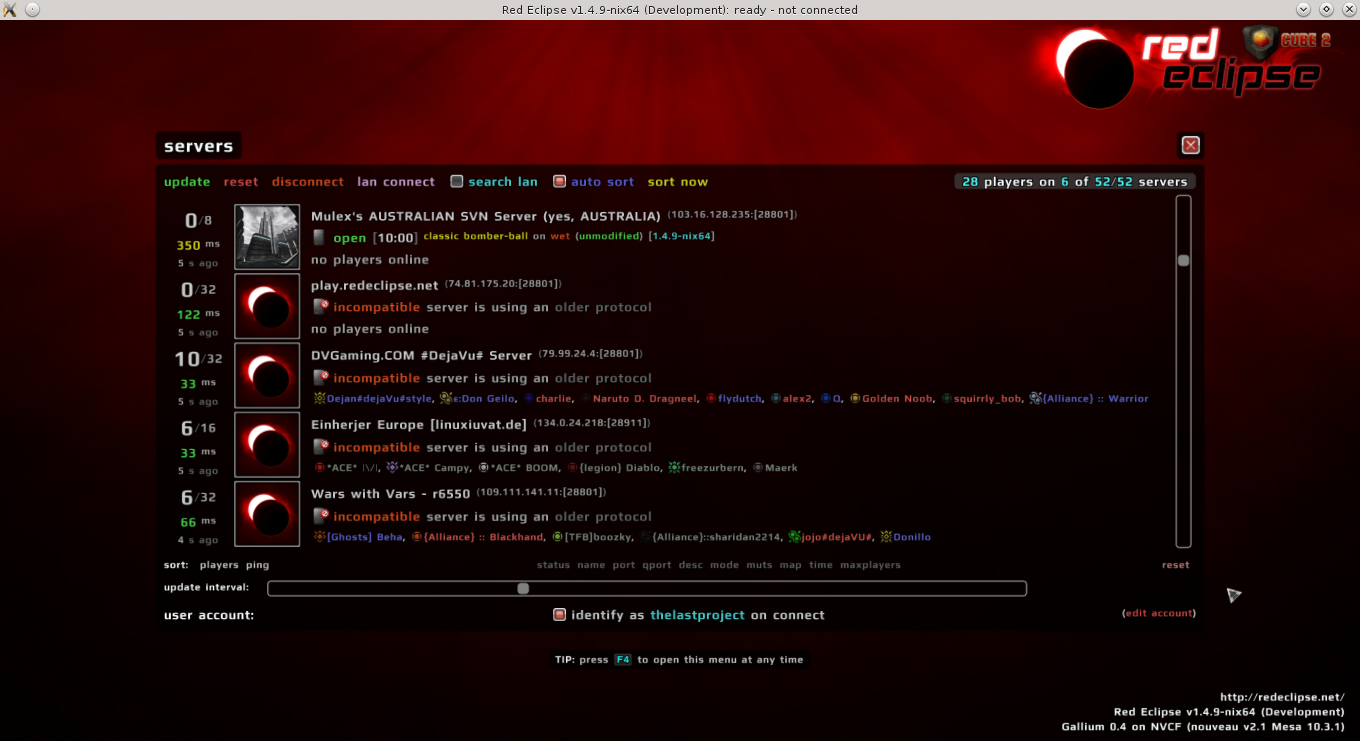 Red Eclipse v1.4.9-nix64 (Development): ready - not connected
red eclipse CUBE 2
servers
update reset disconnect lan connect search lan auto sort sort now 28 players on 6 of 52/52 servers
0/8 Mulex's AUSTRALIAN SVN Server (yes, AUSTRALIA) (103.16.128.235:[28801])
350 ms open [10:00] classic bomber-ball on wet (unmodified) [1.4.9-nix64]
5 s ago no players online
0/32 play.redeclipse.net (74.81.175.20:[28801])
122 ms incompatible server is using an older protocol
5 s ago no players online
10/32 DVGaming.COM #DejaVu# Server (79.99.24.4:[28801])
33 ms incompatible server is using an older protocol
5 s ago Dejan#dejaVu#style, ε:Don Geilo, charlie, Naruto D. Dragneel, flydutch, alex2, Q, Golden Noob, squirrly_bob, {Alliance} :: Warrior
6/16 Einherjer Europe [linuxiuvat.de] (134.0.24.218:[28911])
33 ms incompatible server is using an older protocol
5 s ago *ACE* |\/|, *ACE* Campy, *ACE* BOOM, {legion} Diablo, freezurbern, Maerk
6/32 Wars with Vars - r6550 (109.111.141.11:[28801])
66 ms incompatible server is using an older protocol
4 s ago [Ghosts] Beha, {Alliance} :: Blackhand, [TFB]boozky, {Alliance}::sharidan2214, jojo#dejaVU#, Donillo
sort: players ping status name port qport desc mode muts map time maxplayers reset
update interval:
user account: identify as thelastproject on connect (edit account)
TIP: press F4 to open this menu at any time
http://redeclipse.net/
Red Eclipse v1.4.9-nix64 (Development)
Gallium 0.4 on NVCF (nouveau v2.1 Mesa 10.3.1)